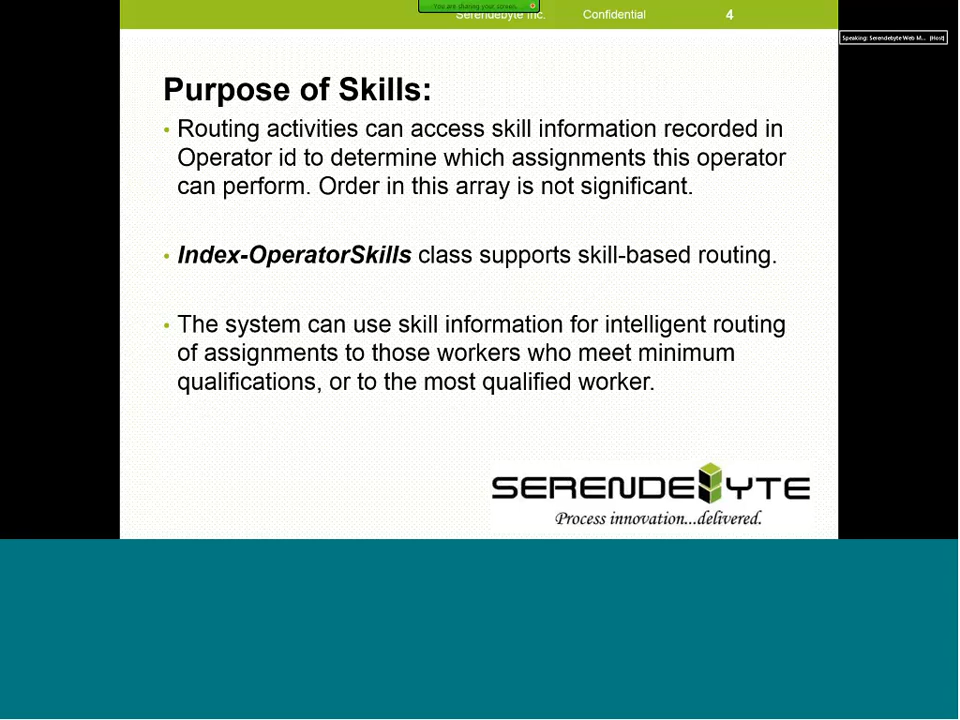 You are sharing your screen.
Serendebyte Inc. Confidential 4
Speaking: Serendebyte Web M... (Host)
Purpose of Skills:
• Routing activities can access skill information recorded in
Operator id to determine which assignments this operator
can perform. Order in this array is not significant.
• Index-OperatorSkills class supports skill-based routing.
• The system can use skill information for intelligent routing
of assignments to those workers who meet minimum
qualifications, or to the most qualified worker.
SERENDEBYTE
Process innovation...delivered.